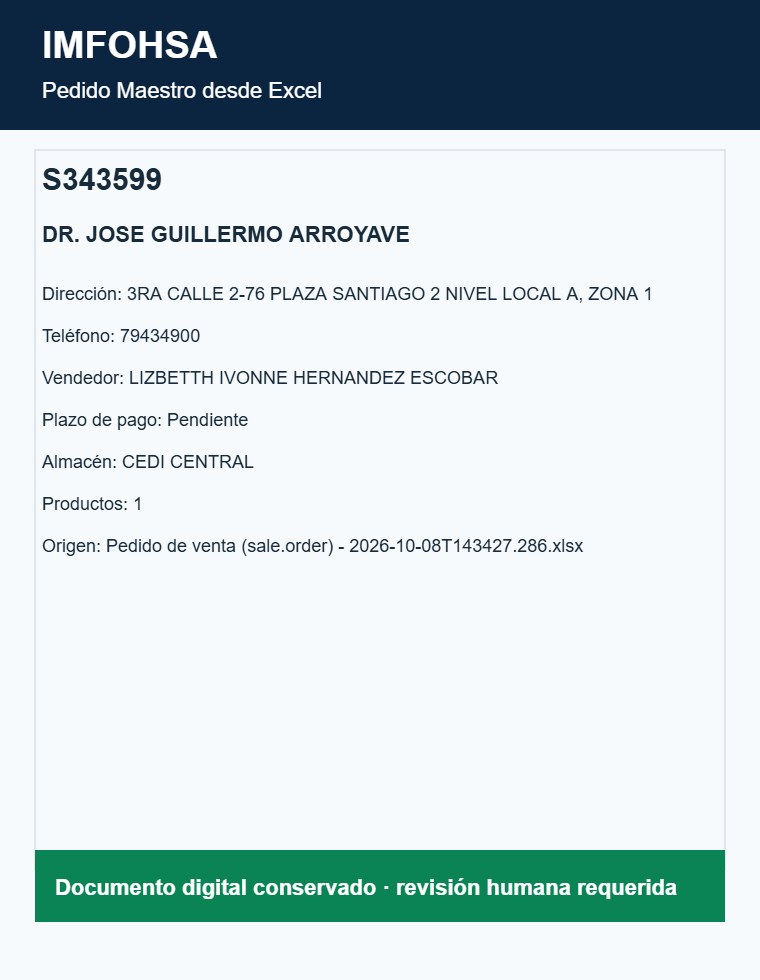 IMFOHSA
Pedido Maestro desde Excel
S343599
DR. JOSE GUILLERMO ARROYAVE
Dirección: 3RA CALLE 2-76 PLAZA SANTIAGO 2 NIVEL LOCAL A, ZONA 1
Teléfono: 79434900
Vendedor: LIZBETTH IVONNE HERNANDEZ ESCOBAR
Plazo de pago: Pendiente
Almacén: CEDI CENTRAL
Productos: 1
Origen: Pedido de venta (sale.order) - 2026-10-08T143427.286.xlsx
Documento digital conservado · revisión humana requerida